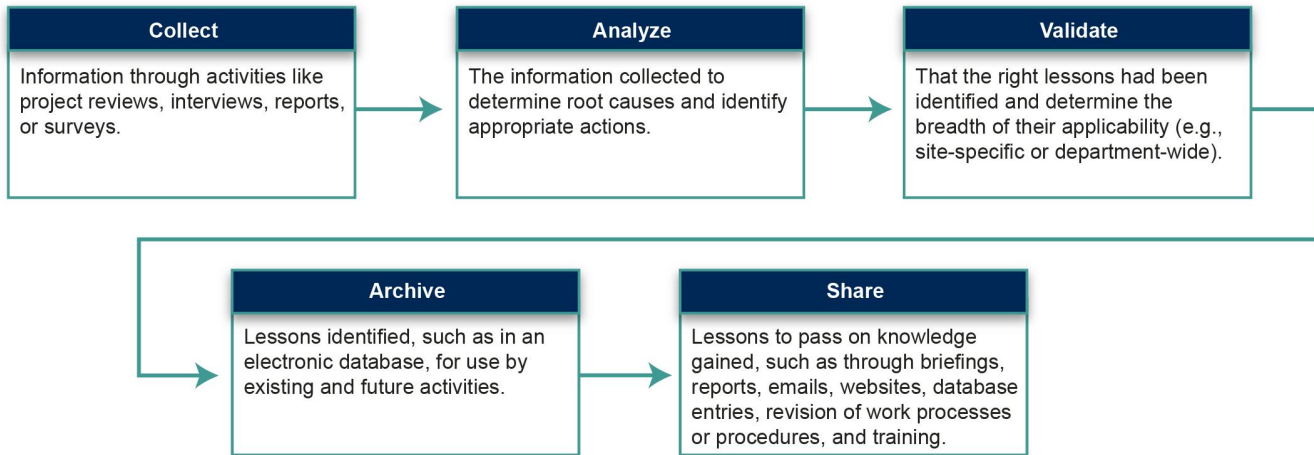 Collect
Information through activities like
project reviews, interviews, reports,
or surveys.
Analyze
The information collected to
determine root causes and identify
appropriate actions.
Validate
That the right lessons had been
identified and determine the
breadth of their applicability (e.g.,
site-specific or department-wide).
Archive
Lessons identified, such as in an
electronic database, for use by
existing and future activities.
Share
Lessons to pass on knowledge
gained, such as through briefings,
reports, emails, websites, database
entries, revision of work processes
or procedures, and training.